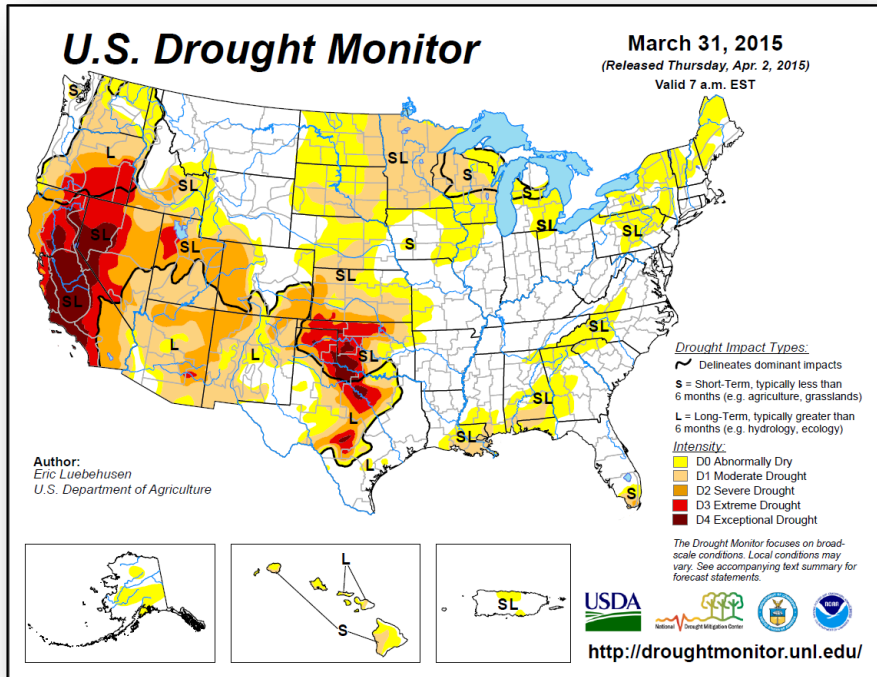 U.S. Drought Monitor
March 31, 2015
(Released Thursday, Apr. 2, 2015)
Valid 7 a.m. EST
S
L
SL
SL
SL
SL
SL
S
S
SL
S
SL
SL
SL
L
L
SL
L
L
SL
SL
S
Drought Impact Types:
Delineates dominant impacts
S = Short-Term, typically less than
6 months (e.g. agriculture, grasslands)
L = Long-Term, typically greater than
6 months (e.g. hydrology, ecology)
Intensity:
D0 Abnormally Dry
D1 Moderate Drought
D2 Severe Drought
D3 Extreme Drought
D4 Exceptional Drought
Author:
Eric Luebehusen
U.S. Department of Agriculture
The Drought Monitor focuses on broad-
scale conditions. Local conditions may
vary. See accompanying text summary for
forecast statements.
L
S
SL
USDA
National Drought Mitigation Center
NOAA
http://droughtmonitor.unl.edu/